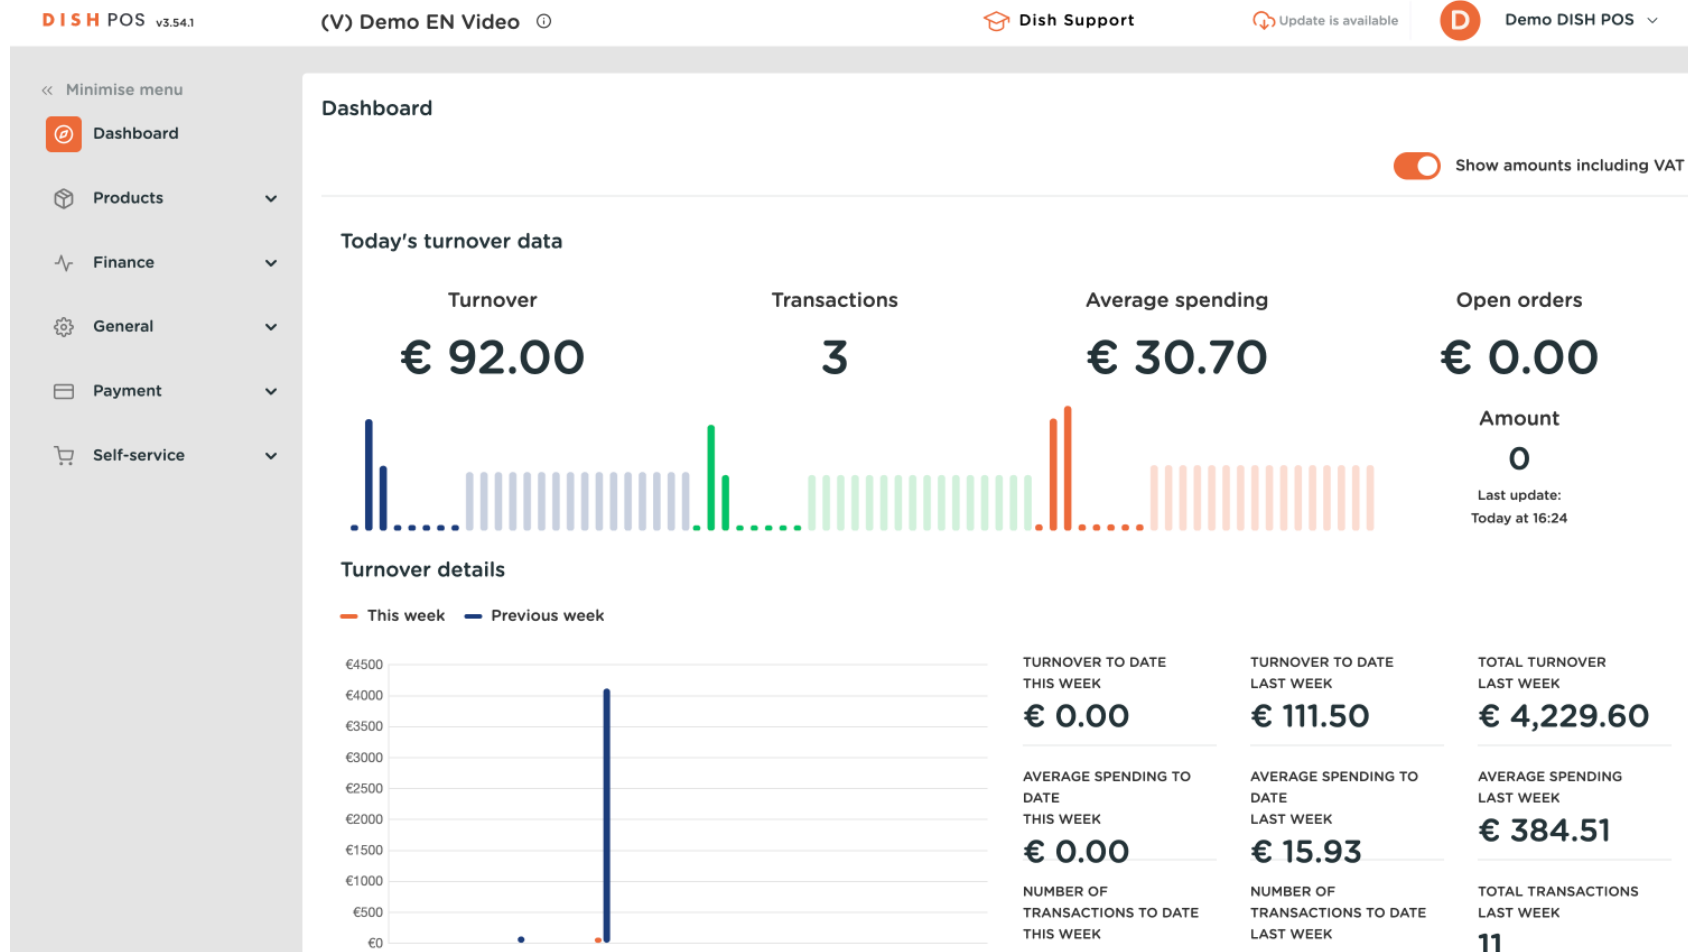 DISH POS v3.54.1
(V) Demo EN Video
Dish Support
Update is available
D
Demo DISH POS
Minimise menu
Dashboard
Products
Finance
General
Payment
Self-service
Dashboard
Show amounts including VAT
Today's turnover data
Turnover
€ 92.00
Transactions
3
Average spending
€ 30.70
Open orders
€ 0.00
Amount
0
Last update:
Today at 16:24
Turnover details
This week
Previous week
€4500
€4000
€3500
€3000
€2500
€2000
€1500
€1000
€500
€0
TURNOVER TO DATE
THIS WEEK
€ 0.00
TURNOVER TO DATE
LAST WEEK
€ 111.50
TOTAL TURNOVER
LAST WEEK
€ 4,229.60
AVERAGE SPENDING TO
DATE
THIS WEEK
€ 0.00
AVERAGE SPENDING TO
DATE
LAST WEEK
€ 15.93
AVERAGE SPENDING
LAST WEEK
€ 384.51
NUMBER OF
TRANSACTIONS TO DATE
THIS WEEK
NUMBER OF
TRANSACTIONS TO DATE
LAST WEEK
TOTAL TRANSACTIONS
LAST WEEK
11